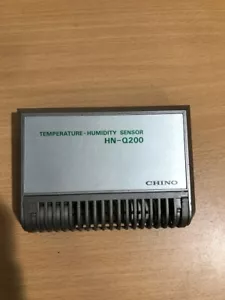 TEMPERATURE-HUMIDITY SENSOR
HN-Q200
CHINO